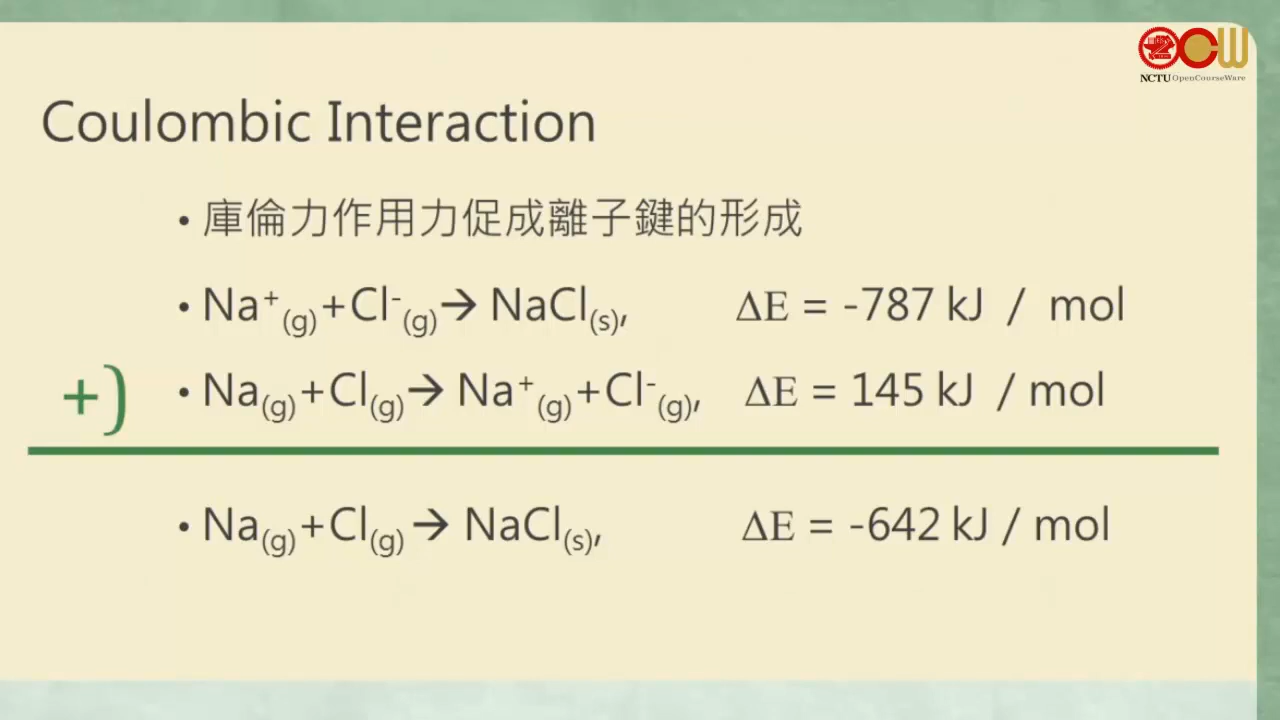 NCTU OpenCourseWare
Coulombic Interaction
• 庫倫力作用力促成離子鍵的形成
• Na⁺(g)+Cl⁻(g)→ NaCl(s), ΔE = -787 kJ / mol
+) • Na(g)+Cl(g)→ Na⁺(g)+Cl⁻(g), ΔE = 145 kJ / mol
• Na(g)+Cl(g)→ NaCl(s), ΔE = -642 kJ / mol